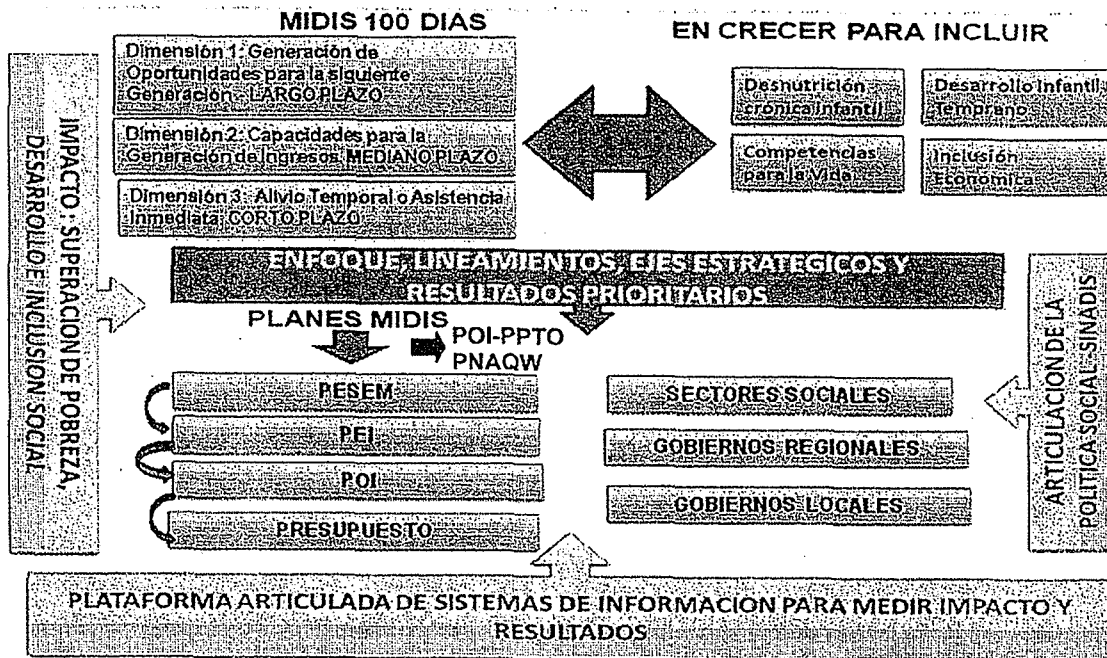 MIDIS 100 DIAS
EN CRECER PARA INCLUIR
Dimensión 1: Generación de
Oportunidades para la siguiente
Generación - LARGO PLAZO
Dimensión 2: Capacidades para la
Generación de Ingresos MEDIANO PLAZO
Dimensión 3: Alivio Temporal o Asistencia
Inmediata CORTO PLAZO
Desnutrición
crónica infantil
Desarrollo Infantil
Temprano
Competencias
para la Vida
Inclusión
Económica
IMPACTO : SUPERACION DE POBREZA,
DESARROLLO E INCLUSION SOCIAL
ENFOQUE, LINEAMIENTOS, EJES ESTRATEGICOS Y
RESULTADOS PRIORITARIOS
PLANES MIDIS
POI-PPTO
PNAQW
PESEM
PEI
POI
PRESUPUESTO
SECTORES SOCIALES
GOBIERNOS REGIONALES
GOBIERNOS LOCALES
ARTICULACION DE LA
POLITICA SOCIAL -SINADIS
PLATAFORMA ARTICULADA DE SISTEMAS DE INFORMACION PARA MEDIR IMPACTO Y
RESULTADOS